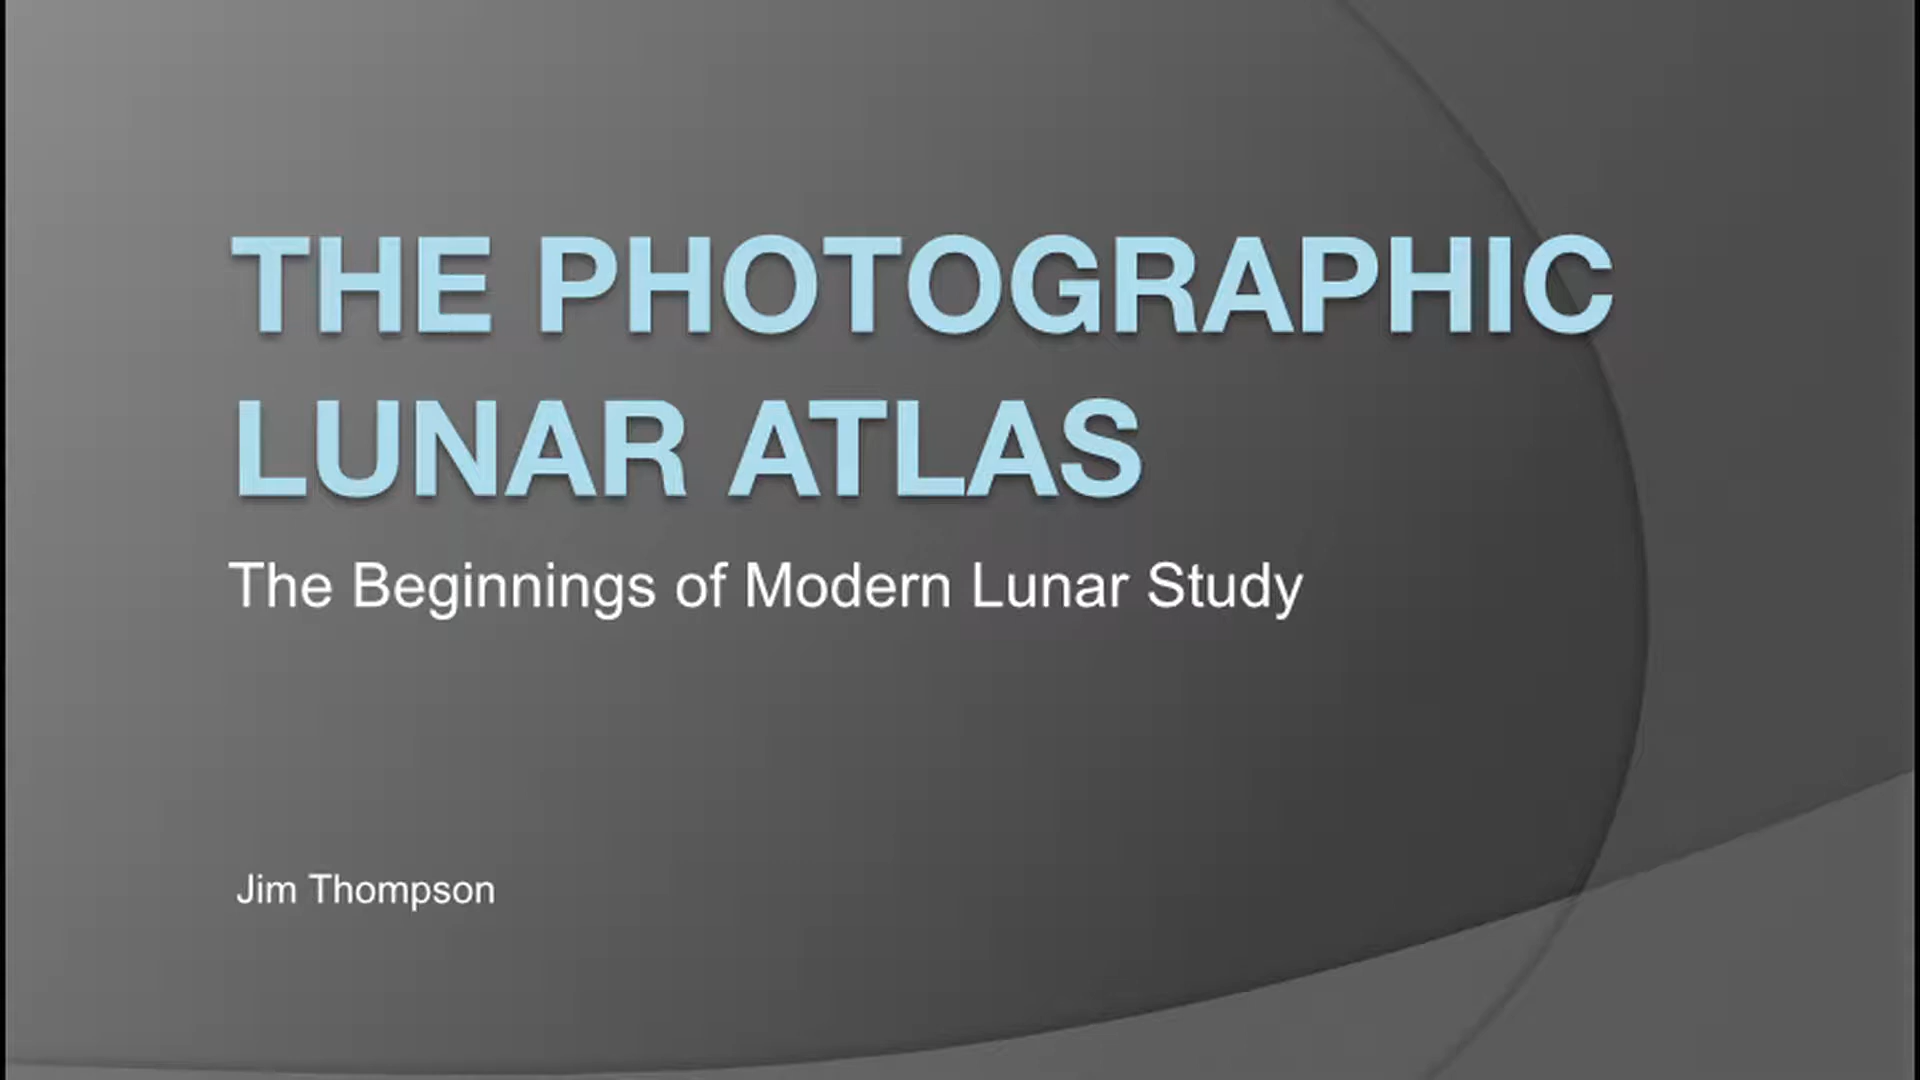 THE PHOTOGRAPHIC
LUNAR ATLAS
The Beginnings of Modern Lunar Study
Jim Thompson